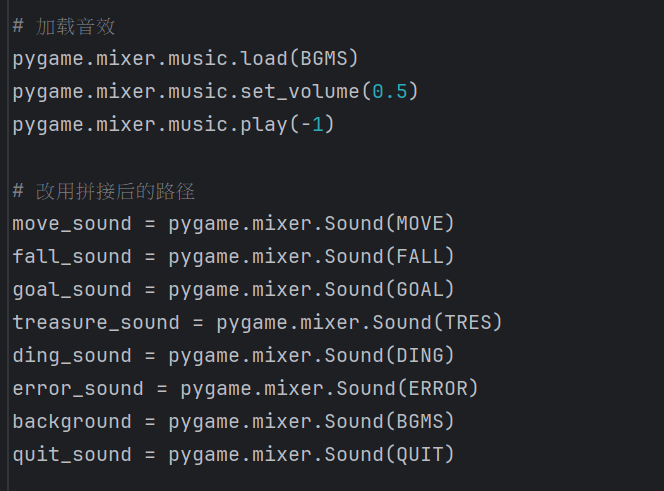 # 加载音效
pygame.mixer.music.load(BGMS)
pygame.mixer.music.set_volume(0.5)
pygame.mixer.music.play(-1)
# 改用拼接后的路径
move_sound = pygame.mixer.Sound(MOVE)
fall_sound = pygame.mixer.Sound(FALL)
goal_sound = pygame.mixer.Sound(GOAL)
treasure_sound = pygame.mixer.Sound(TRES)
ding_sound = pygame.mixer.Sound(DING)
error_sound = pygame.mixer.Sound(ERROR)
background = pygame.mixer.Sound(BGMS)
quit_sound = pygame.mixer.Sound(QUIT)